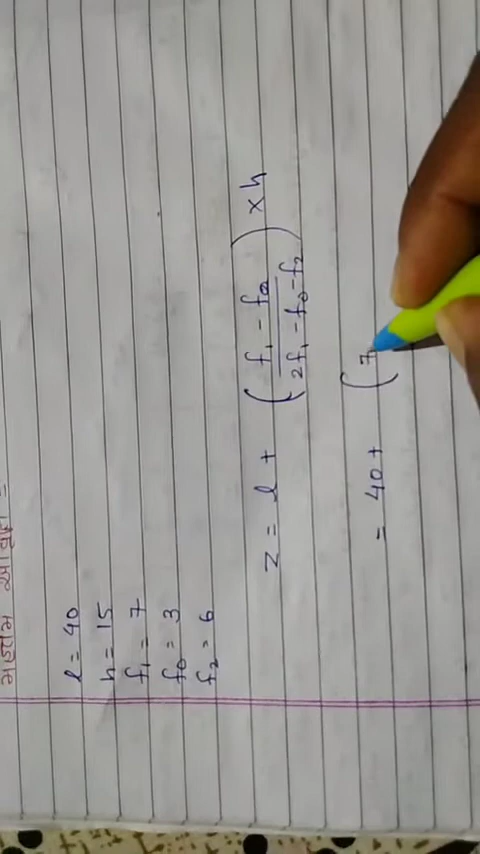 l = 40
h = 15
f₁ = 7
f₀ = 3
f₂ = 6
z = l + ( f₁ - f₀ / 2f₁ - f₀ - f₂ ) x h
= 40 + ( 7